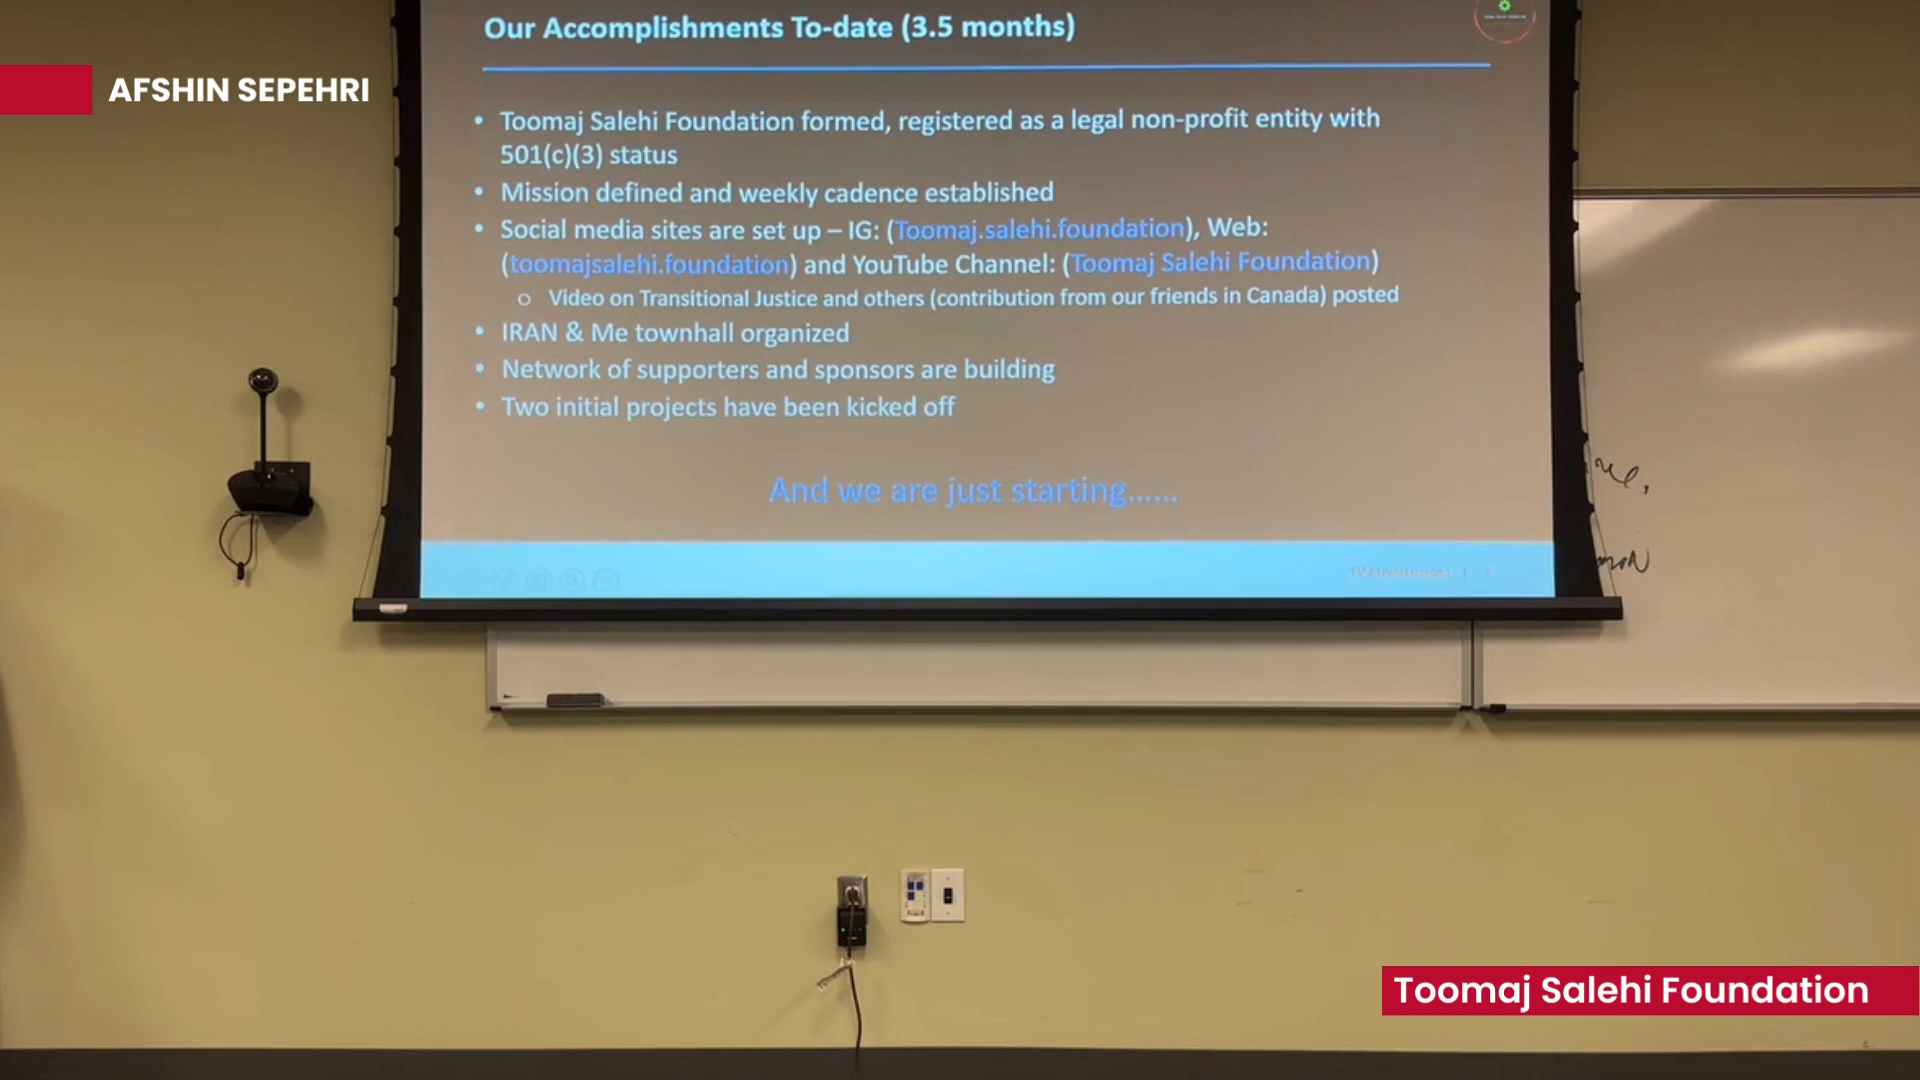 Our Accomplishments To-date (3.5 months)
AFSHIN SEPEHRI
• Toomaj Salehi Foundation formed, registered as a legal non-profit entity with
501(c)(3) status
• Mission defined and weekly cadence established
• Social media sites are set up – IG: (Toomaj.salehi.foundation), Web:
(toomajsalehi.foundation) and YouTube Channel: (Toomaj Salehi Foundation)
o Video on Transitional Justice and others (contribution from our friends in Canada) posted
• IRAN & Me townhall organized
• Network of supporters and sponsors are building
• Two initial projects have been kicked off
And we are just starting......
Toomaj Salehi Foundation